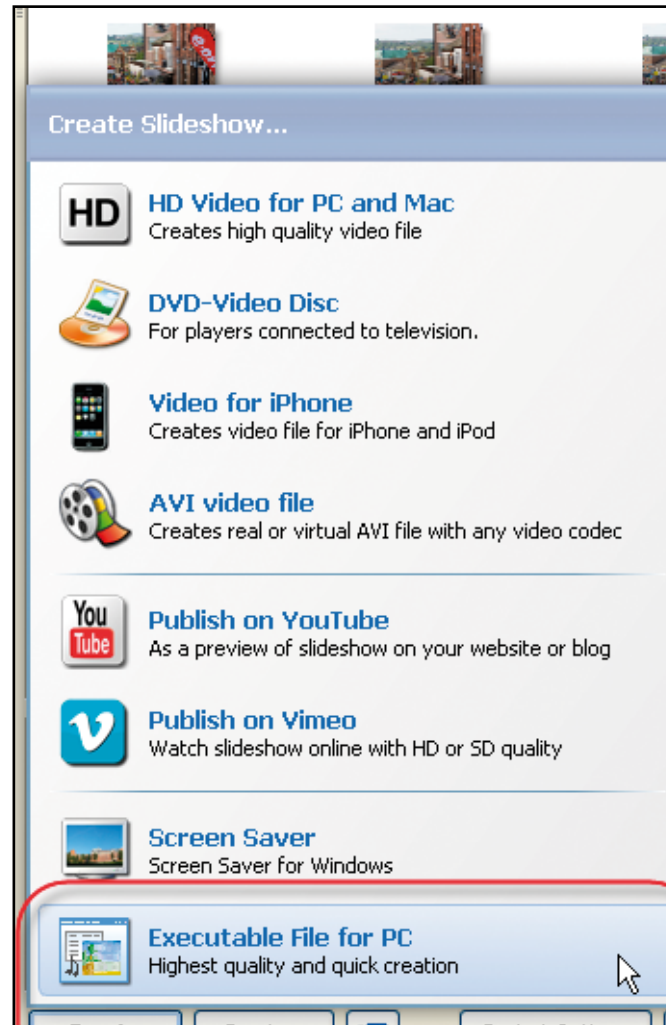 Create Slideshow...
HD
HD Video for PC and Mac
Creates high quality video file
DVD-Video Disc
For players connected to television.
Video for iPhone
Creates video file for iPhone and iPod
AVI video file
Creates real or virtual AVI file with any video codec
You
Tube
Publish on YouTube
As a preview of slideshow on your website or blog
Publish on Vimeo
Watch slideshow online with HD or SD quality
Screen Saver
Screen Saver for Windows
Executable File for PC
Highest quality and quick creation